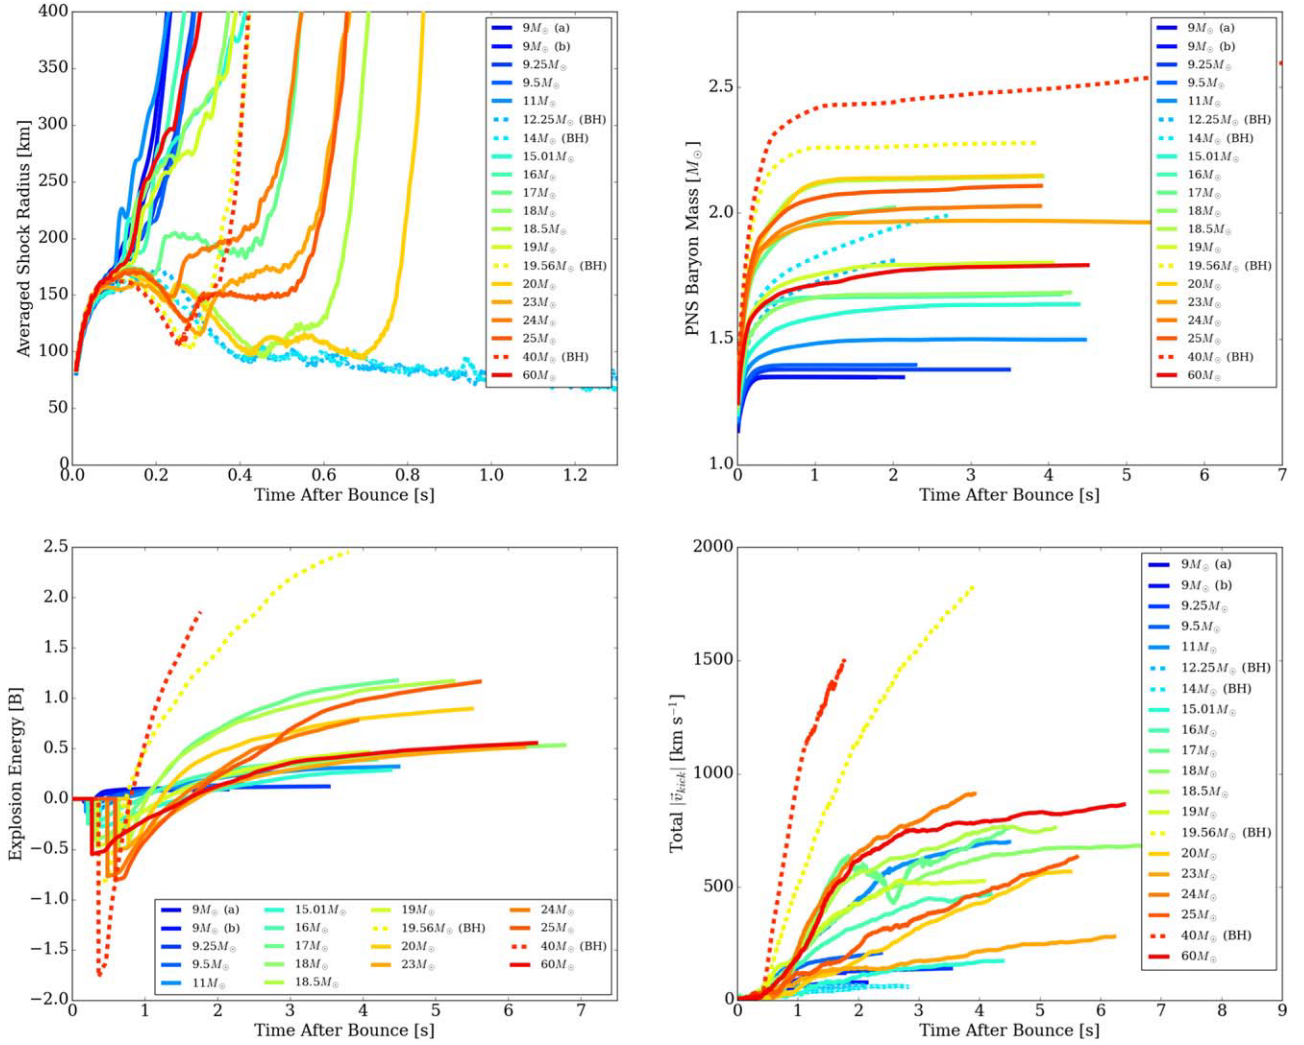 400
350
300
250
200
150
100
50
0
Averaged Shock Radius [km]
0.0 0.2 0.4 0.6 0.8 1.0 1.2
Time After Bounce [s]
9M⊙ (a)
9M⊙ (b)
9.25M⊙
9.5M⊙
11M⊙
12.25M⊙ (BH)
14M⊙ (BH)
15.01M⊙
16M⊙
17M⊙
18M⊙
18.5M⊙
19M⊙
19.56M⊙ (BH)
20M⊙
23M⊙
24M⊙
25M⊙
40M⊙ (BH)
60M⊙
2.5
2.0
1.5
1.0
PNS Baryon Mass [M⊙]
0 1 2 3 4 5 6 7
Time After Bounce [s]
9M⊙ (a)
9M⊙ (b)
9.25M⊙
9.5M⊙
11M⊙
12.25M⊙ (BH)
14M⊙ (BH)
15.01M⊙
16M⊙
17M⊙
18M⊙
18.5M⊙
19M⊙
19.56M⊙ (BH)
20M⊙
23M⊙
24M⊙
25M⊙
40M⊙ (BH)
60M⊙
2.5
2.0
1.5
1.0
0.5
0.0
−0.5
−1.0
−1.5
−2.0
Explosion Energy [B]
0 1 2 3 4 5 6 7
Time After Bounce [s]
9M⊙ (a)
9M⊙ (b)
9.25M⊙
9.5M⊙
11M⊙
15.01M⊙
16M⊙
17M⊙
18M⊙
18.5M⊙
19M⊙
19.56M⊙ (BH)
20M⊙
23M⊙
24M⊙
25M⊙
40M⊙ (BH)
60M⊙
2000
1500
1000
500
0
Total |v⃗kick| [km s⁻¹]
0 1 2 3 4 5 6 7 8 9
Time After Bounce [s]
9M⊙ (a)
9M⊙ (b)
9.25M⊙
9.5M⊙
11M⊙
12.25M⊙ (BH)
14M⊙ (BH)
15.01M⊙
16M⊙
17M⊙
18M⊙
18.5M⊙
19M⊙
19.56M⊙ (BH)
20M⊙
23M⊙
24M⊙
25M⊙
40M⊙ (BH)
60M⊙